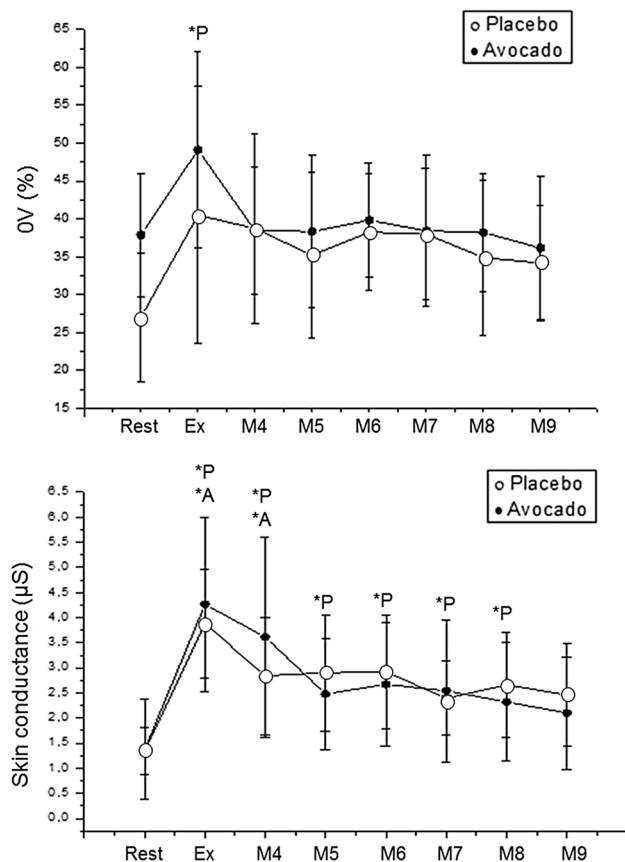 *P
Placebo
Avocado
65
60
55
50
45
40
35
30
25
20
15
0V (%)
Rest Ex M4 M5 M6 M7 M8 M9
*P
*A
*P
*A
*P
*P
*P
*P
Placebo
Avocado
6.5
6.0
5.5
5.0
4.5
4.0
3.5
3.0
2.5
2.0
1.5
1.0
0.5
0.0
Skin conductance (µS)
Rest Ex M4 M5 M6 M7 M8 M9